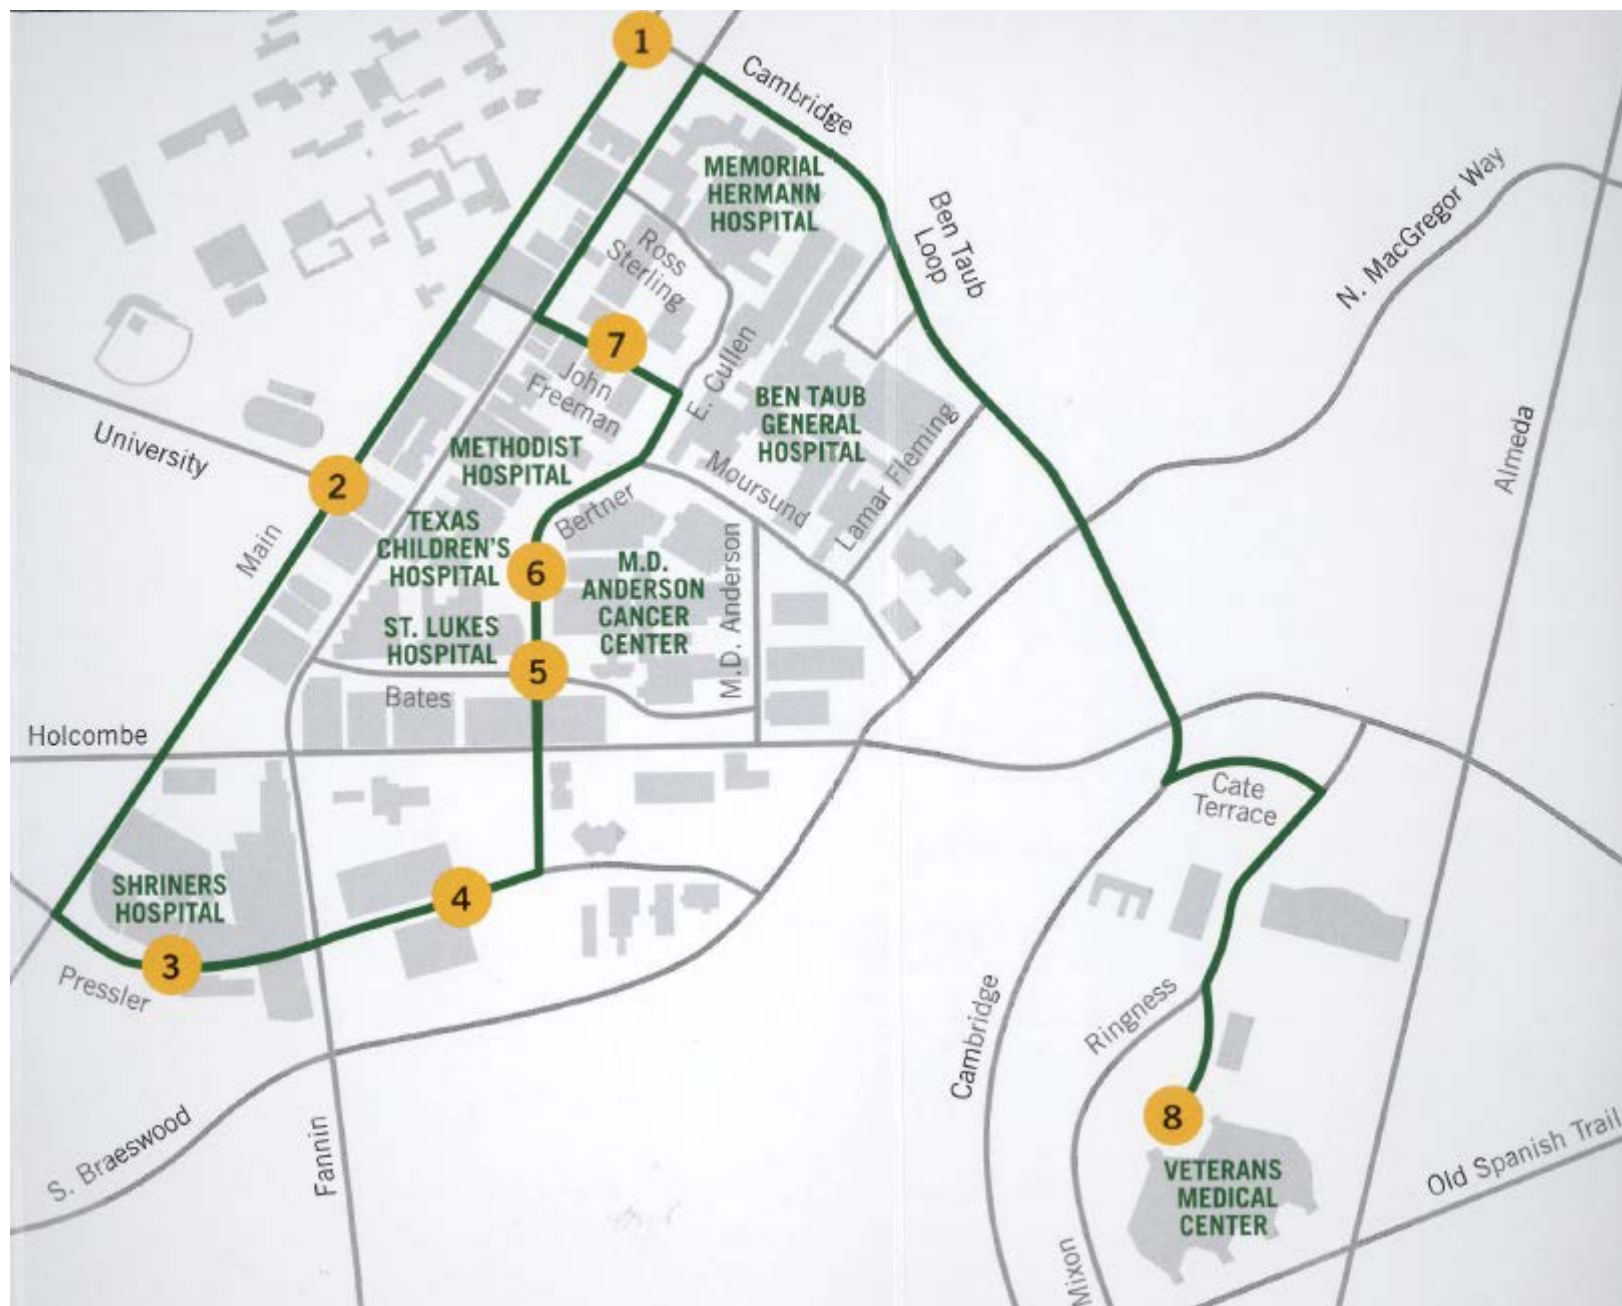 1
Cambridge
MEMORIAL
HERMANN
HOSPITAL
Ben Taub
Loop
N. MacGregor Way
Ross
Sterling
7
John
Freeman
E. Cullen
BEN TAUB
GENERAL
HOSPITAL
Almeda
University
METHODIST
HOSPITAL
Moursund
Lamar Fleming
2
Main
TEXAS
CHILDREN'S
HOSPITAL
Bertner
6
M.D.
ANDERSON
CANCER
CENTER
M.D. Anderson
ST. LUKES
HOSPITAL
5
Bates
Holcombe
Cate
Terrace
SHRINERS
HOSPITAL
4
3
Pressler
Cambridge
Ringness
8
S. Braeswood
Fannin
VETERANS
MEDICAL
CENTER
Old Spanish Trail
Mixon